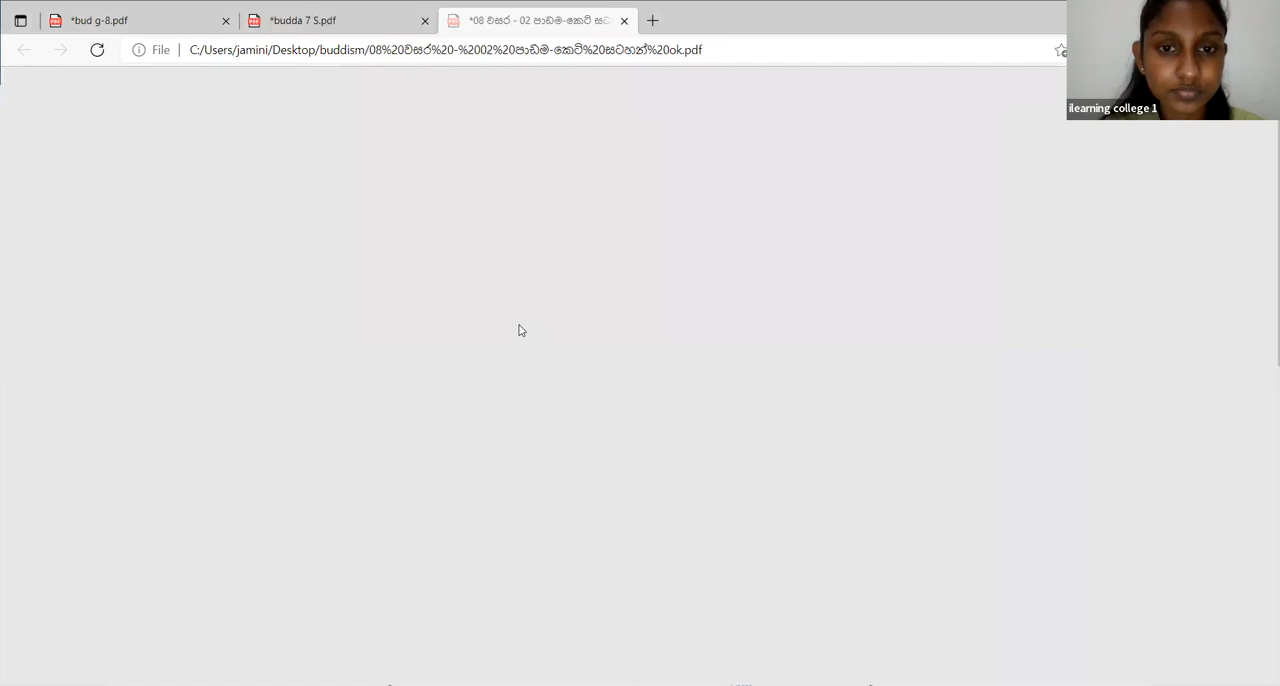 *bud g-8.pdf
*budda 7 S.pdf
*08 වසර - 02 පාඩම-කෙටි සට
File
C:/Users/jamini/Desktop/buddism/08%20වසර%20-%2002%20පාඩම-කෙටි%20සටහන්%20ok.pdf
ilearning college 1